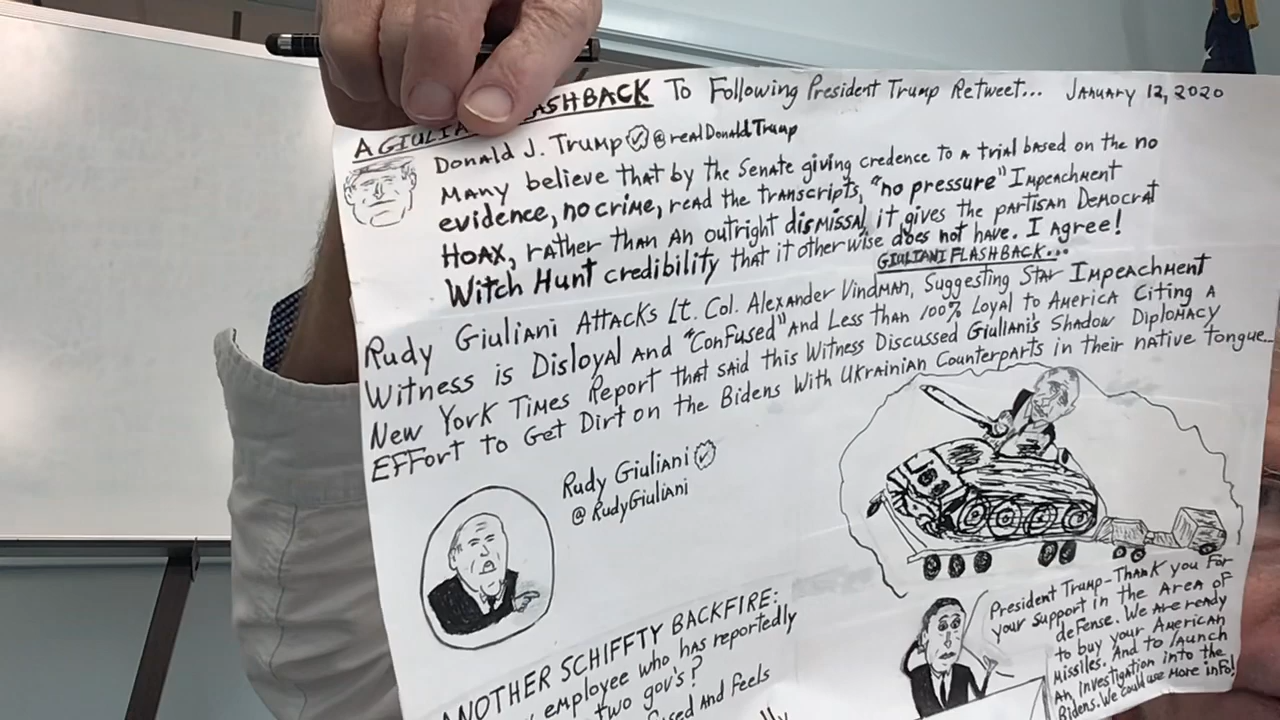 A GIULIANI FLASHBACK To Following President Trump Retweet... January 12, 2020
Donald J. Trump @realDonaldTrump
Many believe that by the Senate giving credence to a trial based on the no
evidence, no crime, read the transcripts, "no pressure" Impeachment
Hoax, rather than an outright dismissal, it gives the partisan Democrat
Witch Hunt credibility that it otherwise does not have. I Agree!
GIULIANI FLASHBACK...
Rudy Giuliani Attacks Lt. Col. Alexander Vindman, Suggesting Star Impeachment
Witness is Disloyal and "Confused" and Less than 100% Loyal to America Citing a
New York Times Report that said this Witness Discussed Giuliani's Shadow Diplomacy
Effort to Get Dirt on the Bidens With Ukrainian Counterparts in their native Tongue...
Rudy Giuliani
@RudyGiuliani
ANOTHER SCHIFFTY BACKFIRE:
employee who has reportedly
two gov's?
and feels
President Trump-Thank you For
your support in the Area of
defense. We are ready
to buy your American
Missiles. And to launch
An investigation into the
Bidens. We could use more info!